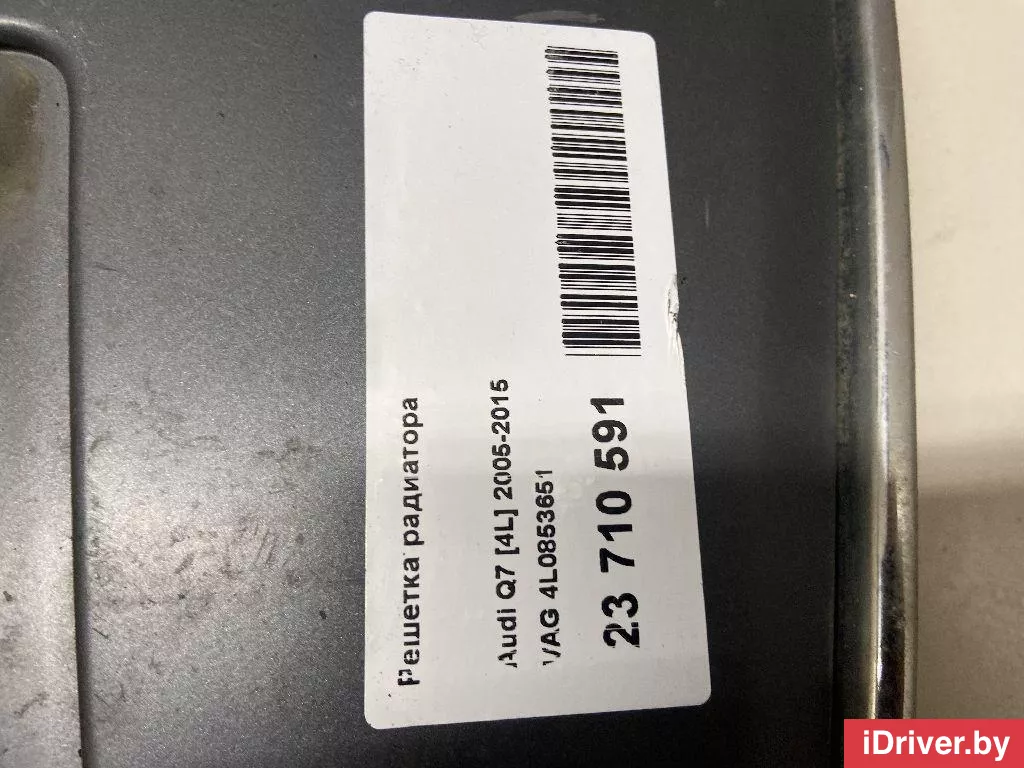 Решетка радиатора
Audi Q7 [4L] 2005-2015
VAG 4L0853651
23 710 591
iDriver.by